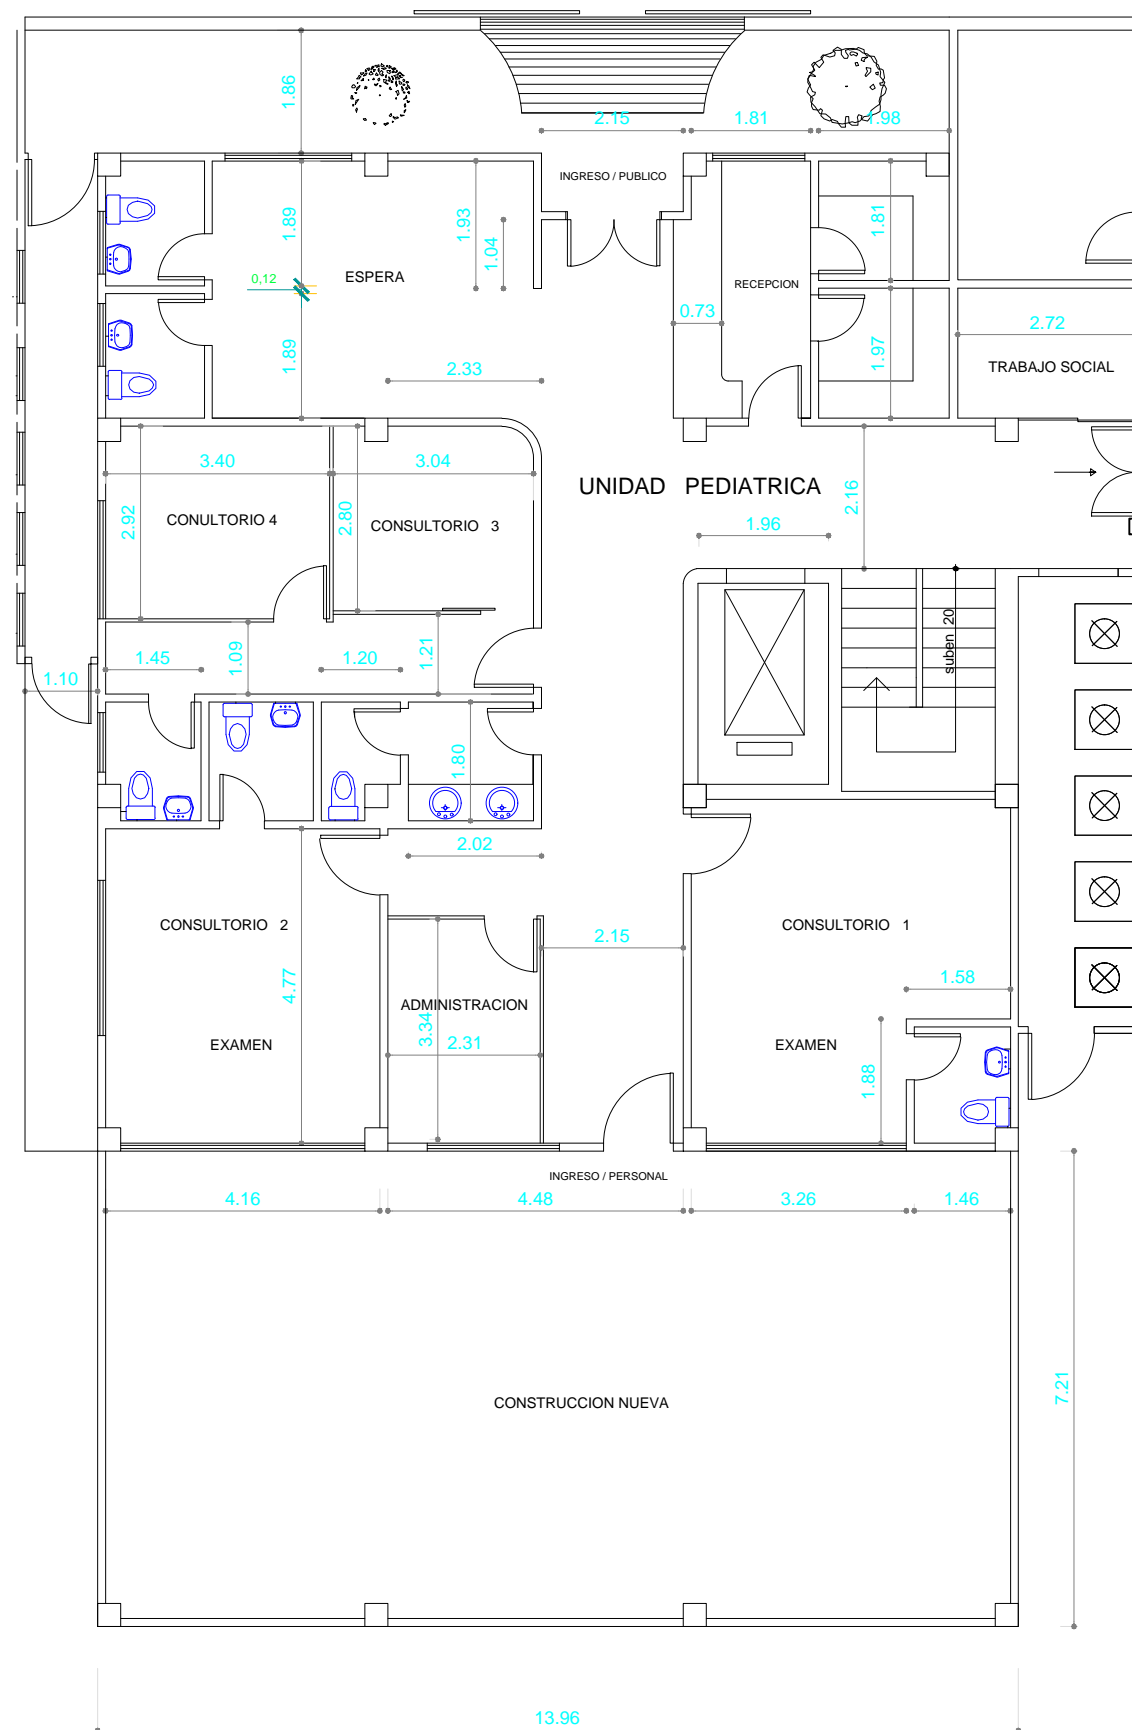 1.86
2.15
1.81
1.98
INGRESO / PUBLICO
1.89
1.93
1.04
1.81
0,12
ESPERA
RECEPCION
0.73
2.72
1.89
1.97
2.33
TRABAJO SOCIAL
3.40
3.04
UNIDAD PEDIATRICA
2.92
2.80
2.16
CONULTORIO 4
CONSULTORIO 3
1.96
suben 20
1.45
1.09
1.20
1.21
1.10
1.80
2.02
CONSULTORIO 2
CONSULTORIO 1
2.15
4.77
1.58
ADMINISTRACION
3.34
2.31
EXAMEN
EXAMEN
1.88
INGRESO / PERSONAL
4.16
4.48
3.26
1.46
7.21
CONSTRUCCION NUEVA
13.96